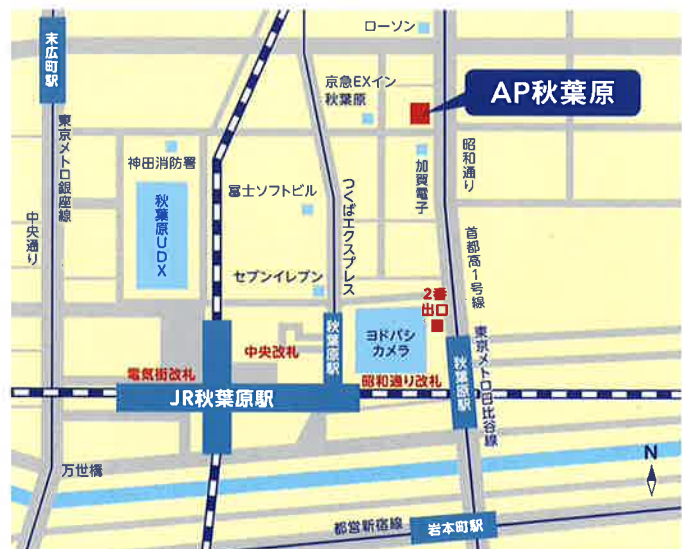 ローソン
末広町駅
京急EXイン
秋葉原
AP秋葉原
東京メトロ銀座線
中央通り
神田消防署
秋葉原UDX
冨士ソフトビル
つくばエクスプレス
加賀電子
昭和通り
首都高1号線
セブンイレブン
2番
出口
ヨドバシ
カメラ
秋葉原駅
中央改札
電気街改札
JR秋葉原駅
昭和通り改札
秋葉原駅
東京メトロ日比谷線
N
万世橋
都営新宿線
岩本町駅